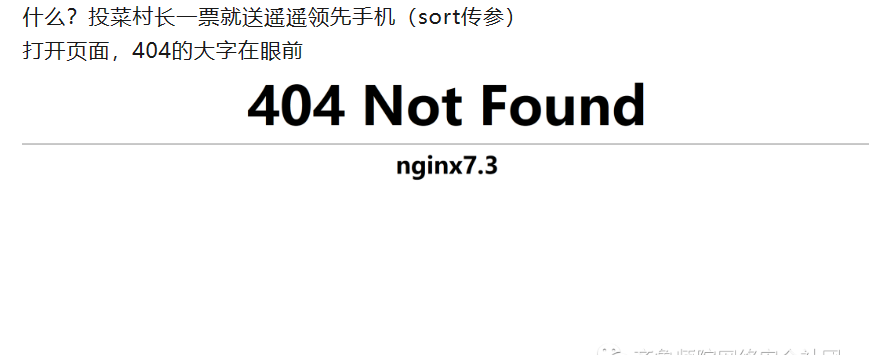 什么？投菜村长一票就送遥遥领先手机（sort传参）
打开页面，404的大字在眼前
404 Not Found
nginx7.3